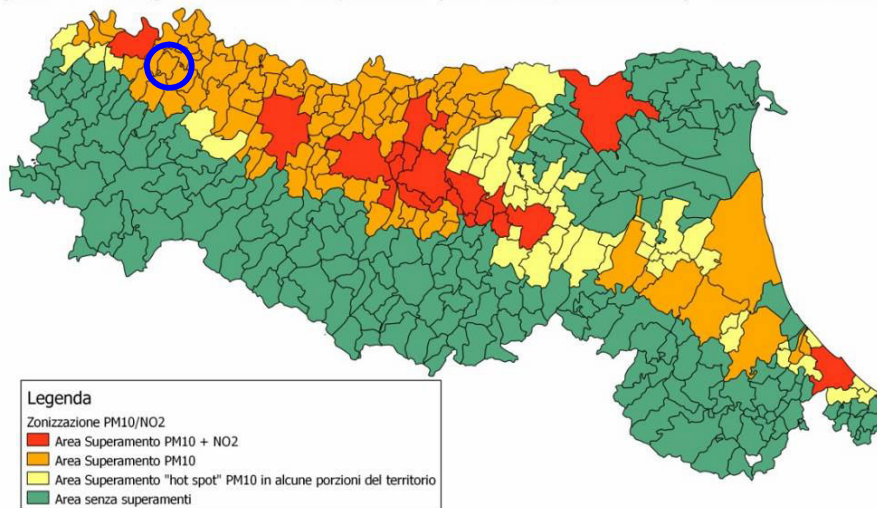 Legenda
Zonizzazione PM10/NO2
Area Superamento PM10 + NO2
Area Superamento PM10
Area Superamento "hot spot" PM10 in alcune porzioni del territorio
Area senza superamenti